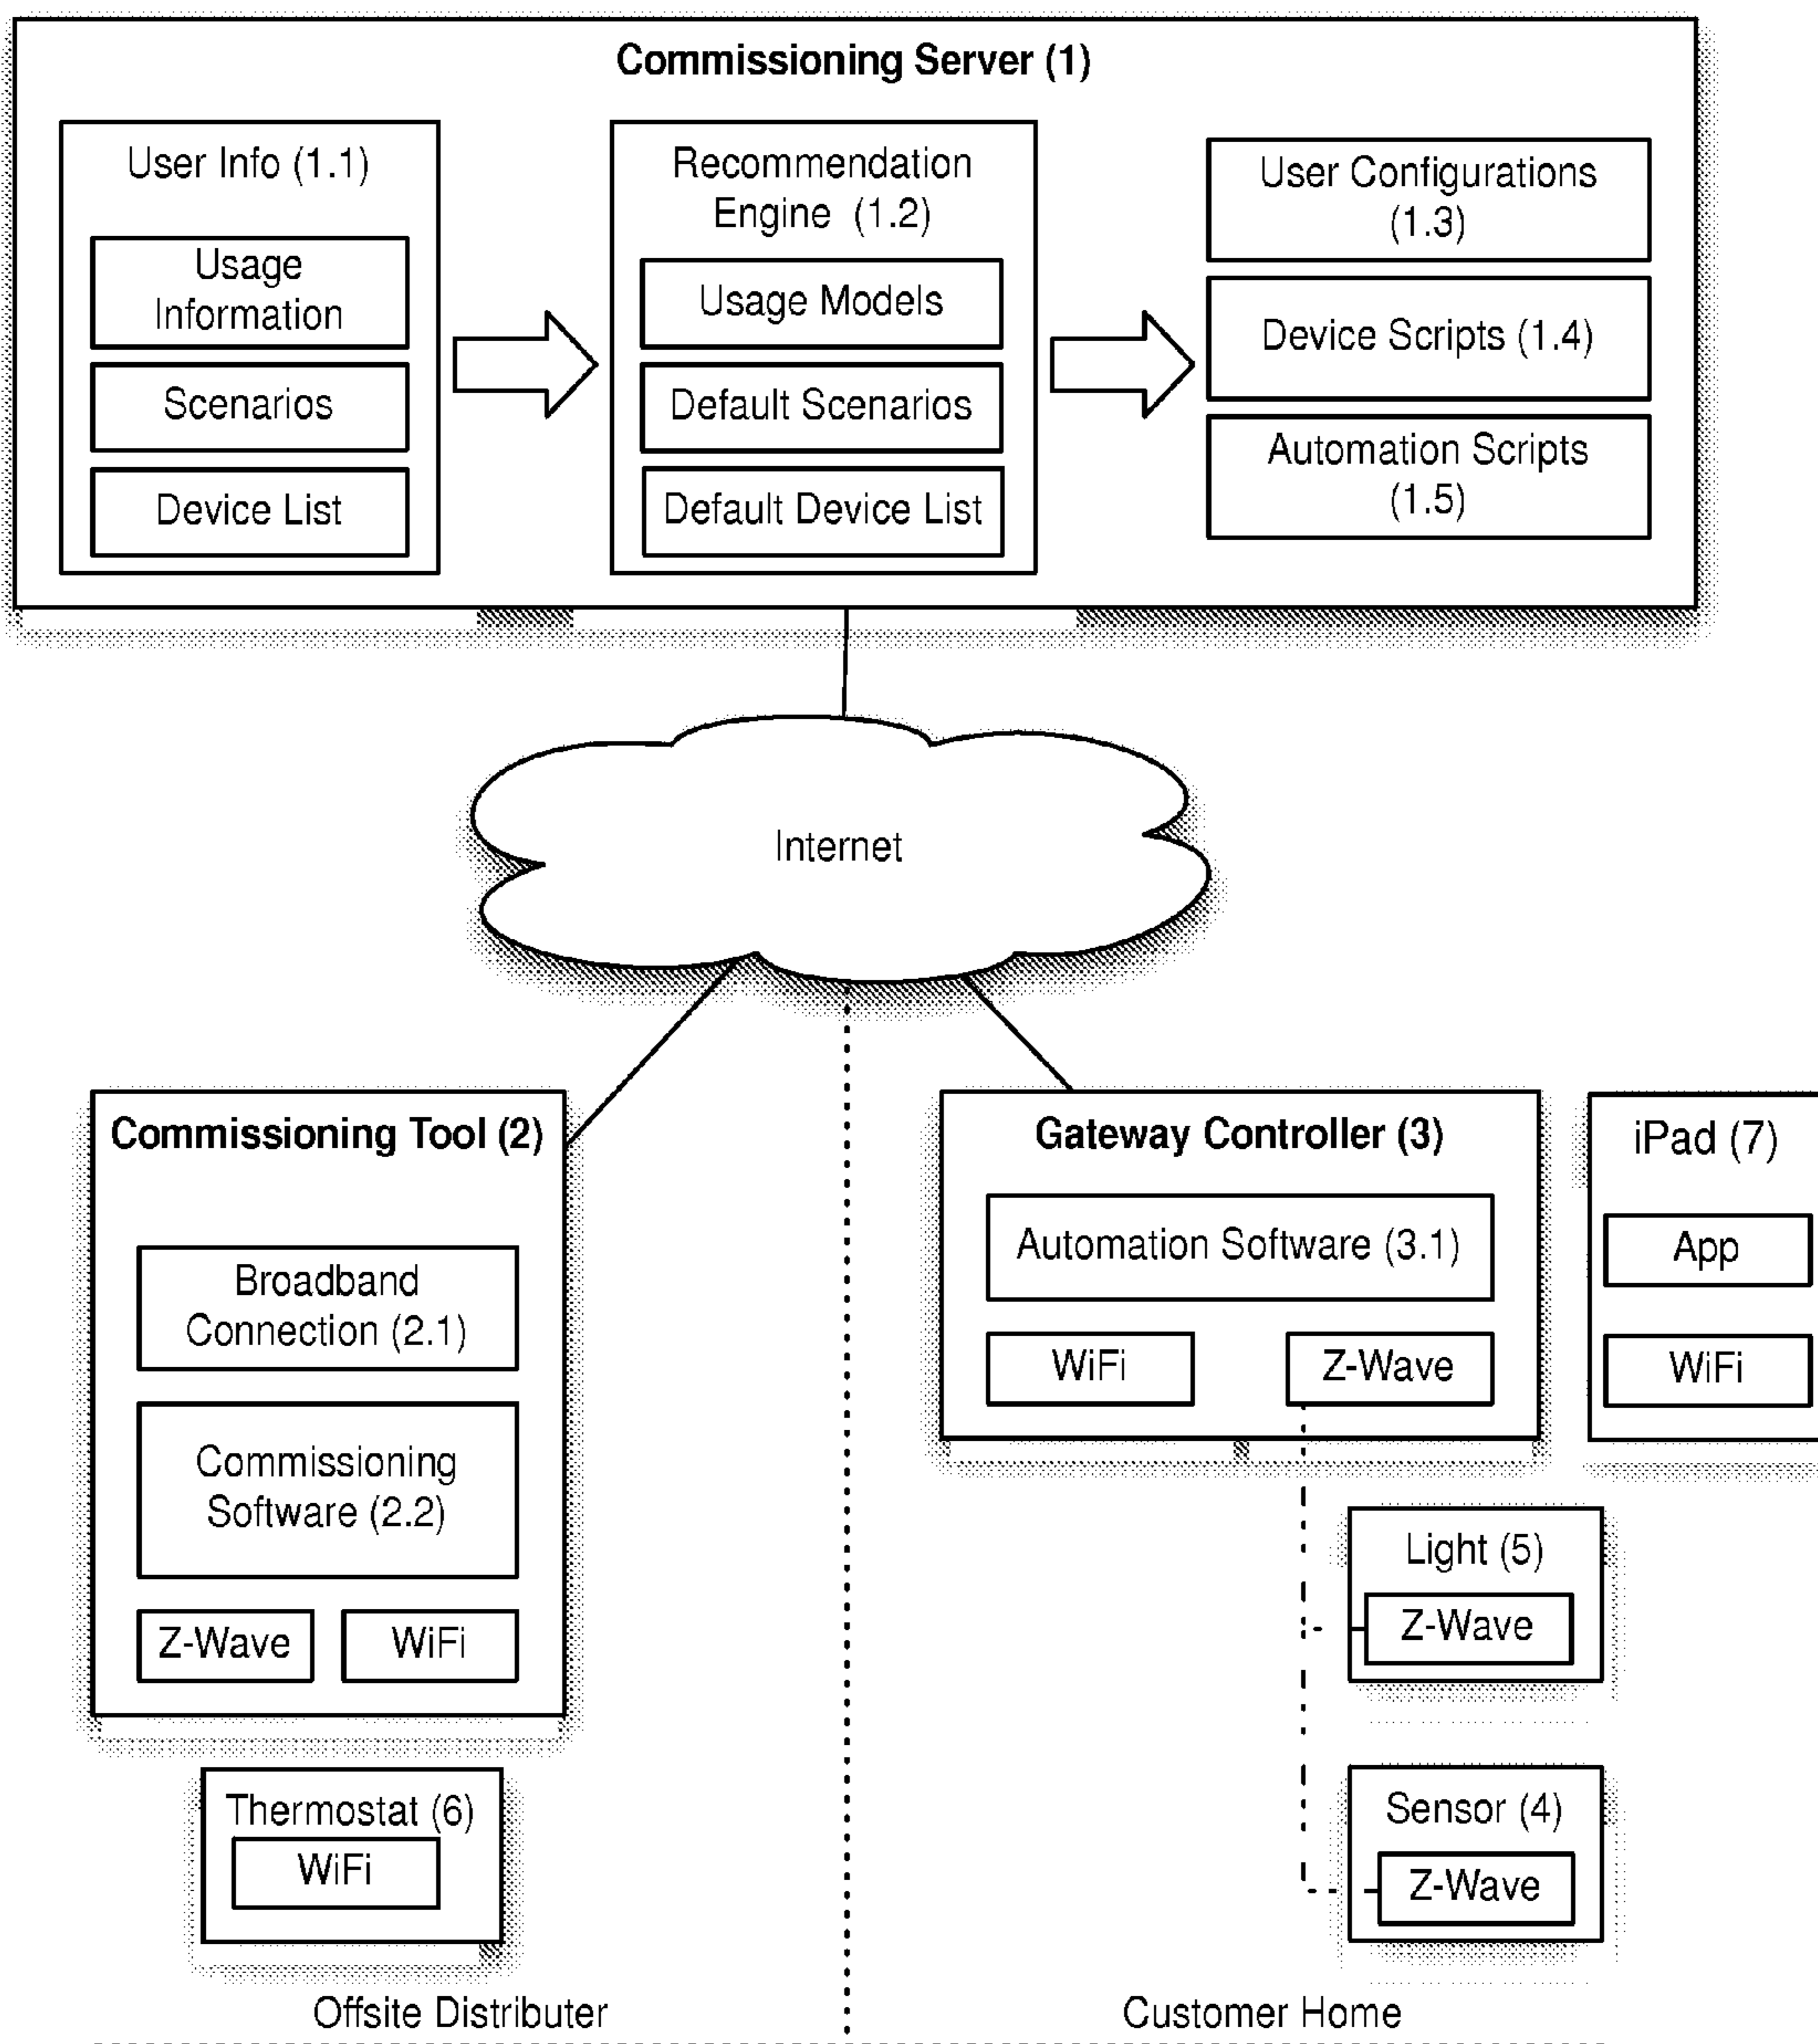 Commissioning Server (1)
User Info (1.1)
Usage
Information
Scenarios
Device List
Recommendation
Engine (1.2)
Usage Models
Default Scenarios
Default Device List
User Configurations
(1.3)
Device Scripts (1.4)
Automation Scripts
(1.5)
Internet
Commissioning Tool (2)
Broadband
Connection (2.1)
Commissioning
Software (2.2)
Z-Wave
WiFi
Thermostat (6)
WiFi
Offsite Distributer
Gateway Controller (3)
Automation Software (3.1)
WiFi
Z-Wave
iPad (7)
App
WiFi
Light (5)
Z-Wave
Sensor (4)
Z-Wave
Customer Home